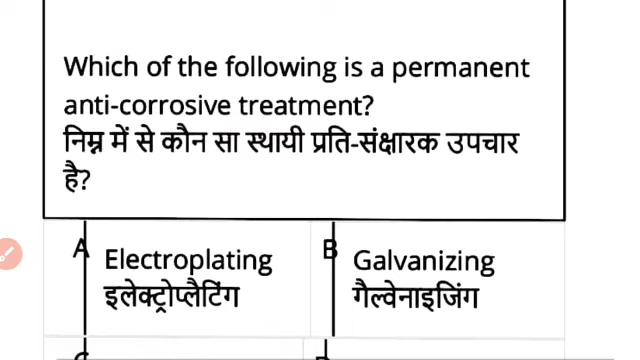 Which of the following is a permanent
anti-corrosive treatment?
निम्न में से कौन सा स्थायी प्रति-संक्षारक उपचार
है?
A Electroplating
इलेक्ट्रोप्लैटिंग
B Galvanizing
गैल्वेनाइजिंग